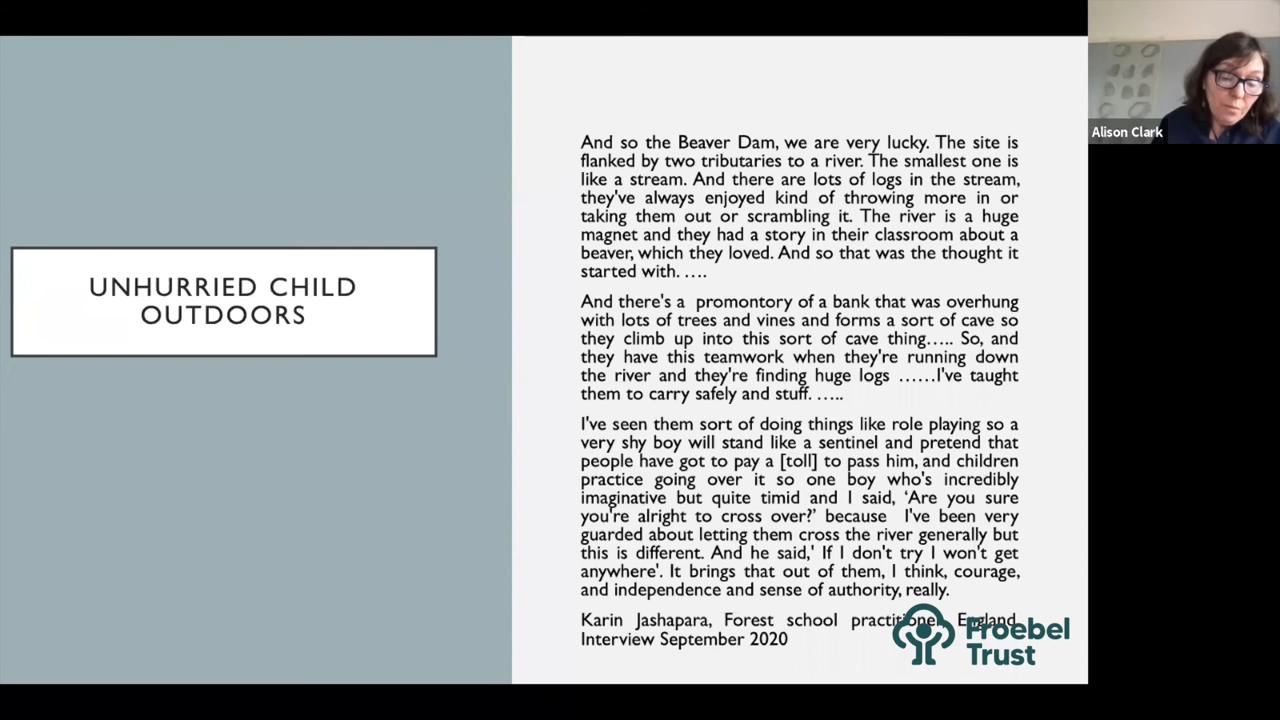 UNHURRIED CHILD
OUTDOORS
And so the Beaver Dam, we are very lucky. The site is
flanked by two tributaries to a river. The smallest one is
like a stream. And there are lots of logs in the stream,
they've always enjoyed kind of throwing more in or
taking them out or scrambling it. The river is a huge
magnet and they had a story in their classroom about a
beaver, which they loved. And so that was the thought it
started with. ….
And there's a promontory of a bank that was overhung
with lots of trees and vines and forms a sort of cave so
they climb up into this sort of cave thing….. So, and
they have this teamwork when they're running down
the river and they're finding huge logs ……I've taught
them to carry safely and stuff. …..
I've seen them sort of doing things like role playing so a
very shy boy will stand like a sentinel and pretend that
people have got to pay a [toll] to pass him, and children
practice going over it so one boy who's incredibly
imaginative but quite timid and I said, ‘Are you sure
you're alright to cross over?’ because I've been very
guarded about letting them cross the river generally but
this is different. And he said,' If I don't try I won't get
anywhere'. It brings that out of them, I think, courage,
and independence and sense of authority, really.
Karin Jashapara, Forest school practitioner, England
Interview September 2020
Froebel
Trust
Alison Clark